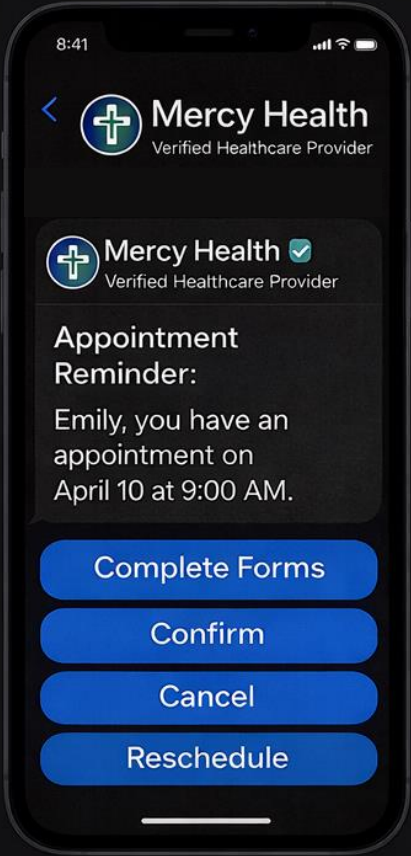 8:41
Mercy Health
Verified Healthcare Provider
Mercy Health
Verified Healthcare Provider
Appointment
Reminder:
Emily, you have an
appointment on
April 10 at 9:00 AM.
Complete Forms
Confirm
Cancel
Reschedule